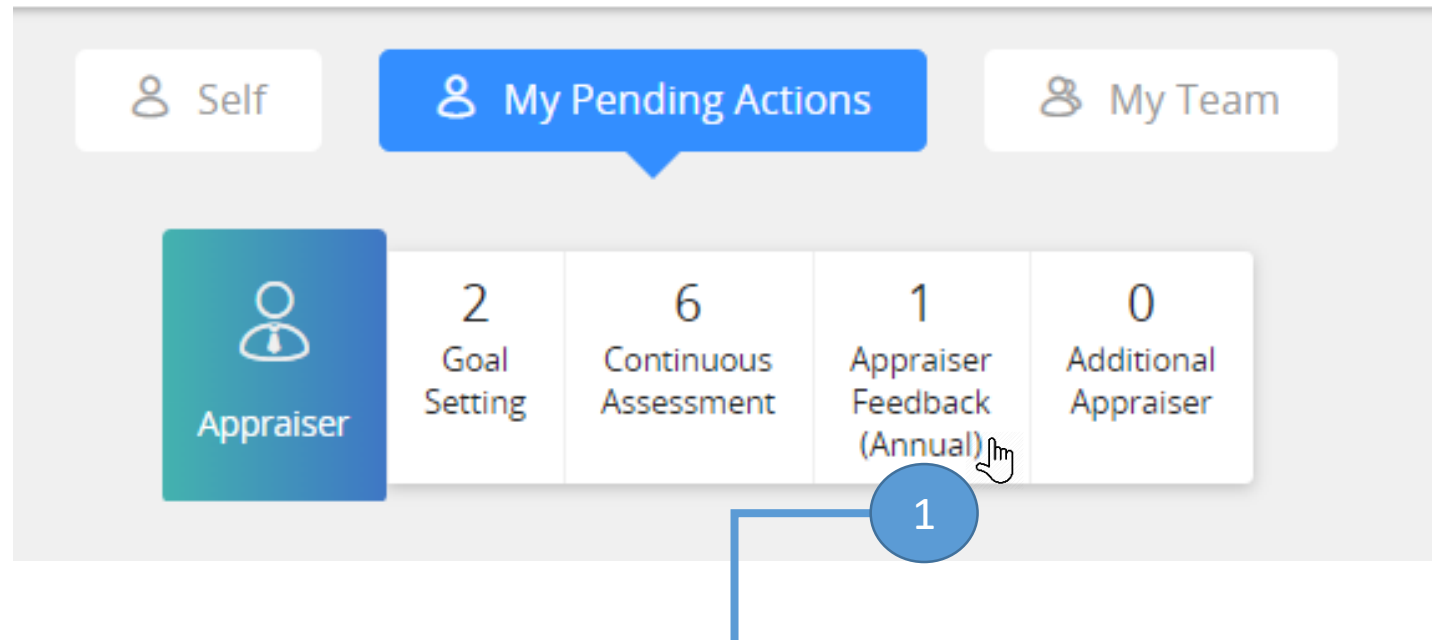 Self
My Pending Actions
My Team
Appraiser
2
Goal
Setting
6
Continuous
Assessment
1
Appraiser
Feedback
(Annual)
0
Additional
Appraiser
1